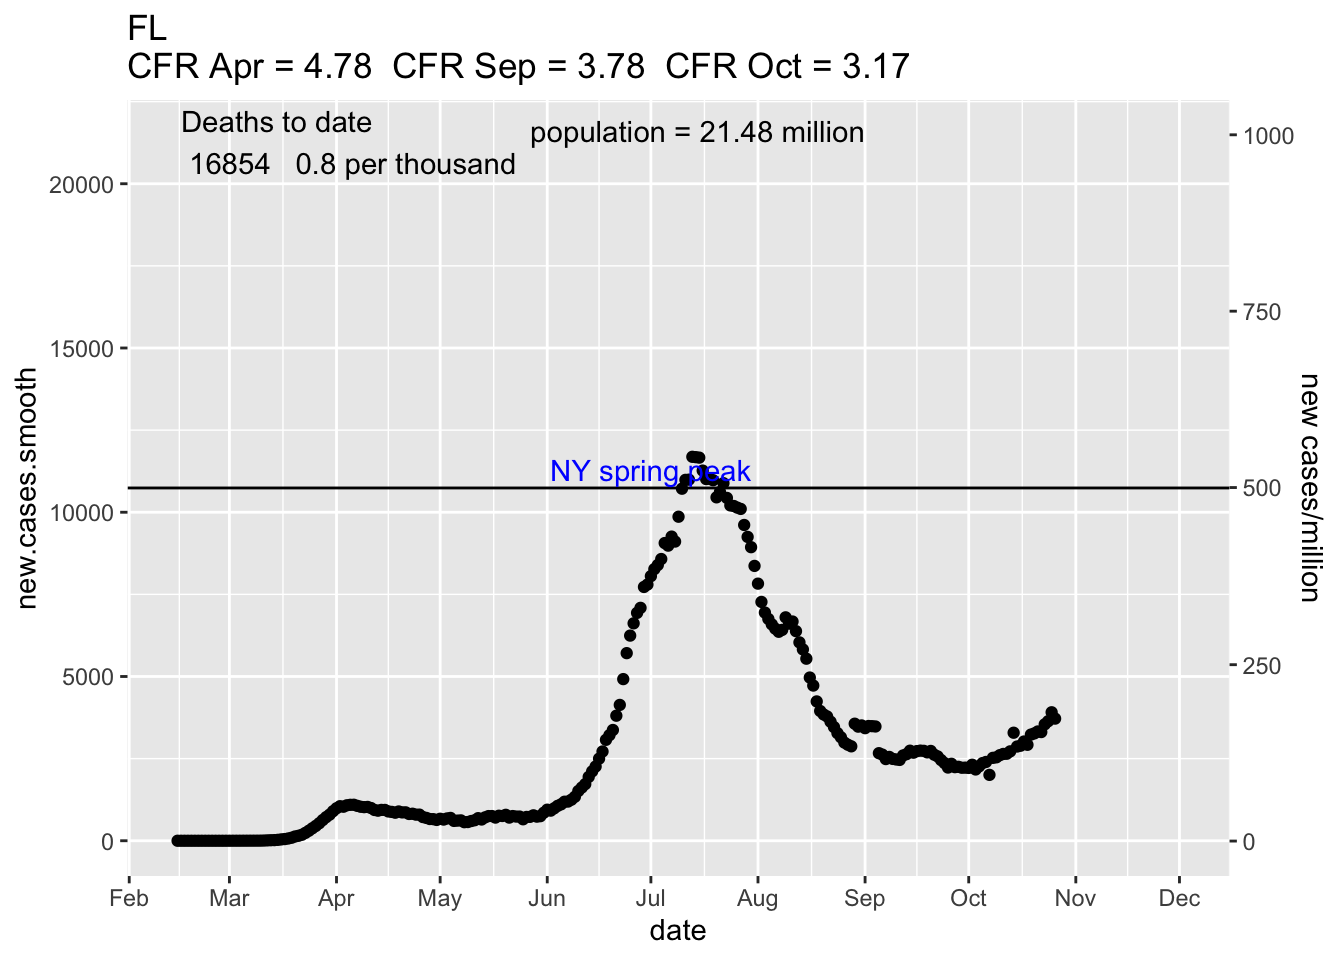 FL
CFR Apr = 4.78  CFR Sep = 3.78  CFR Oct = 3.17
Deaths to date
16854   0.8 per thousand
population = 21.48 million
NY spring peak
new.cases.smooth
20000
15000
10000
5000
0
1000
750
500
250
0
new cases/million
Feb Mar Apr May Jun Jul Aug Sep Oct Nov Dec
date